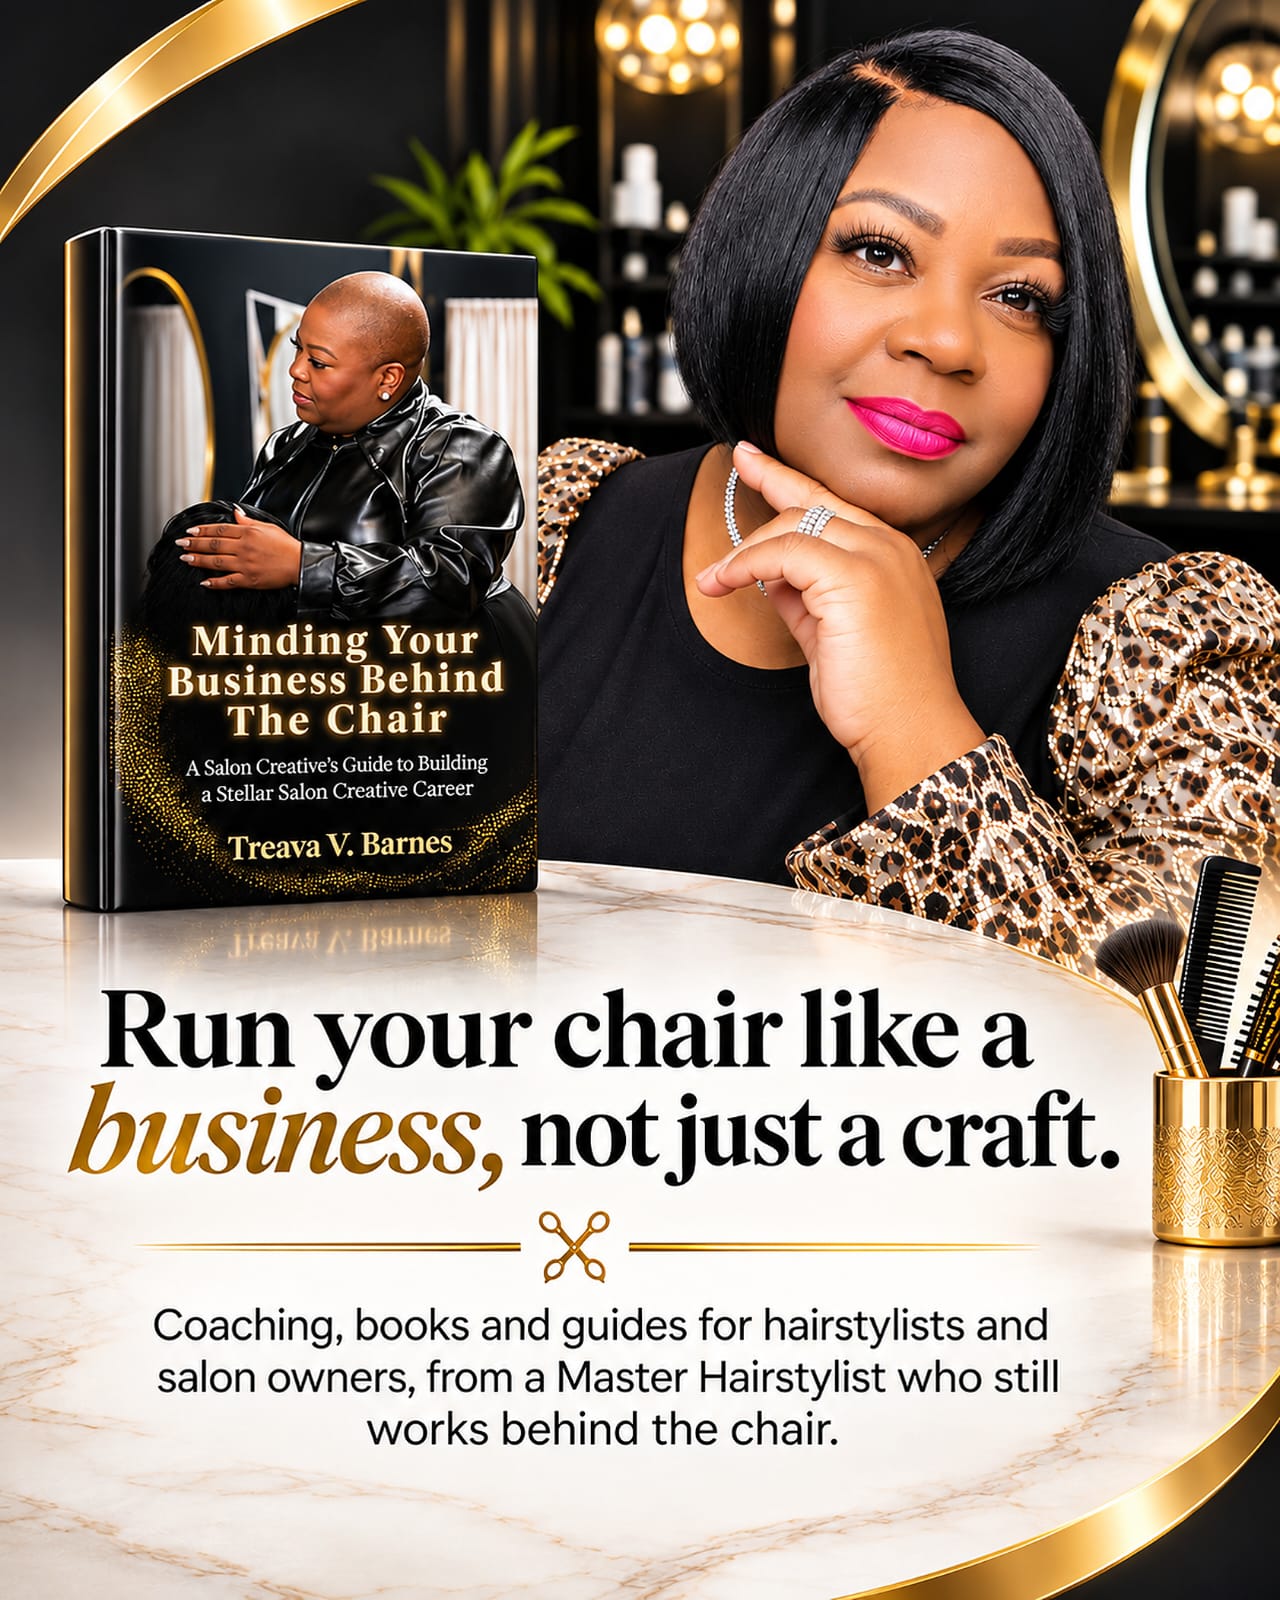 Minding Your
Business Behind
The Chair
A Salon Creative's Guide to Building
a Stellar Salon Creative Career
Treava V. Barnes
Treava V. Barnes
Run your chair like a
business, not just a craft.
Coaching, books and guides for hairstylists and
salon owners, from a Master Hairstylist who still
works behind the chair.